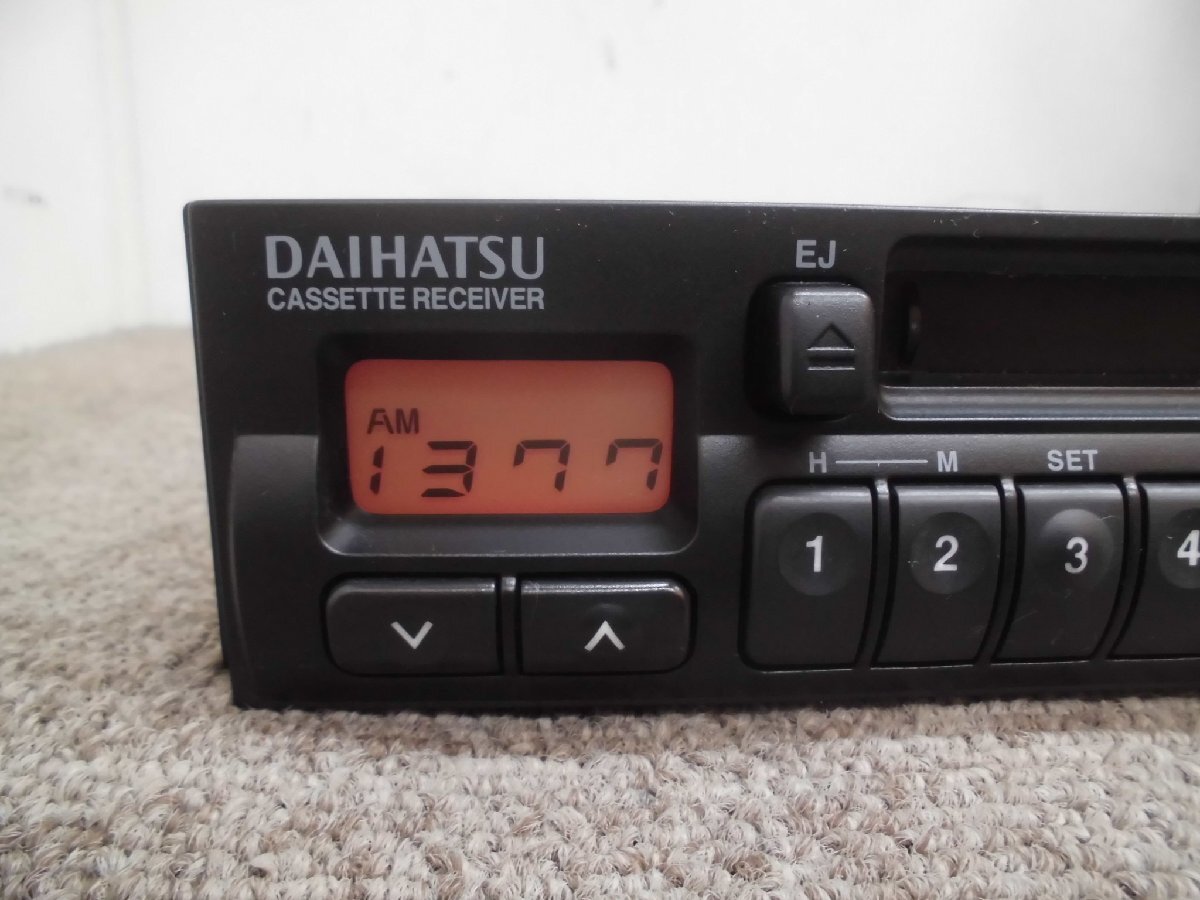 DAIHATSU
CASSETTE RECEIVER
EJ
AM
1377
H M SET
1 2 3 4